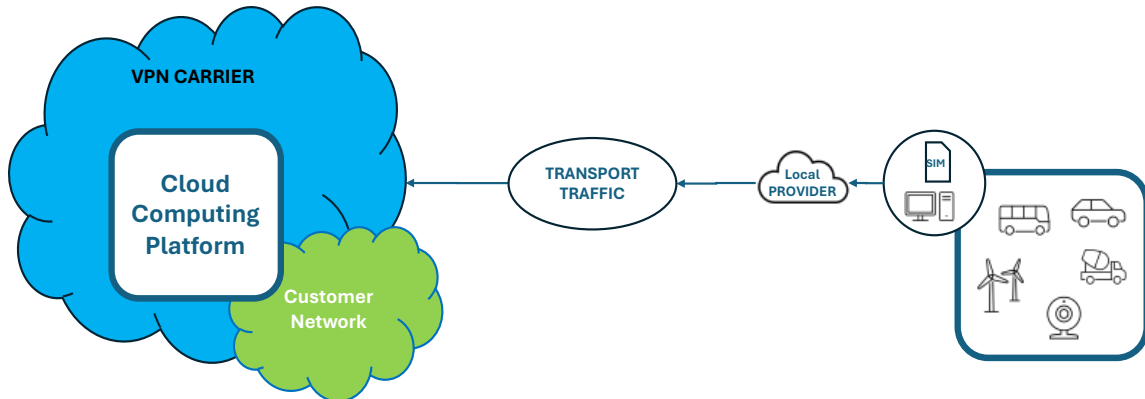 VPN CARRIER
Cloud
Computing
Platform
Customer
Network
TRANSPORT
TRAFFIC
Local
PROVIDER
SIM